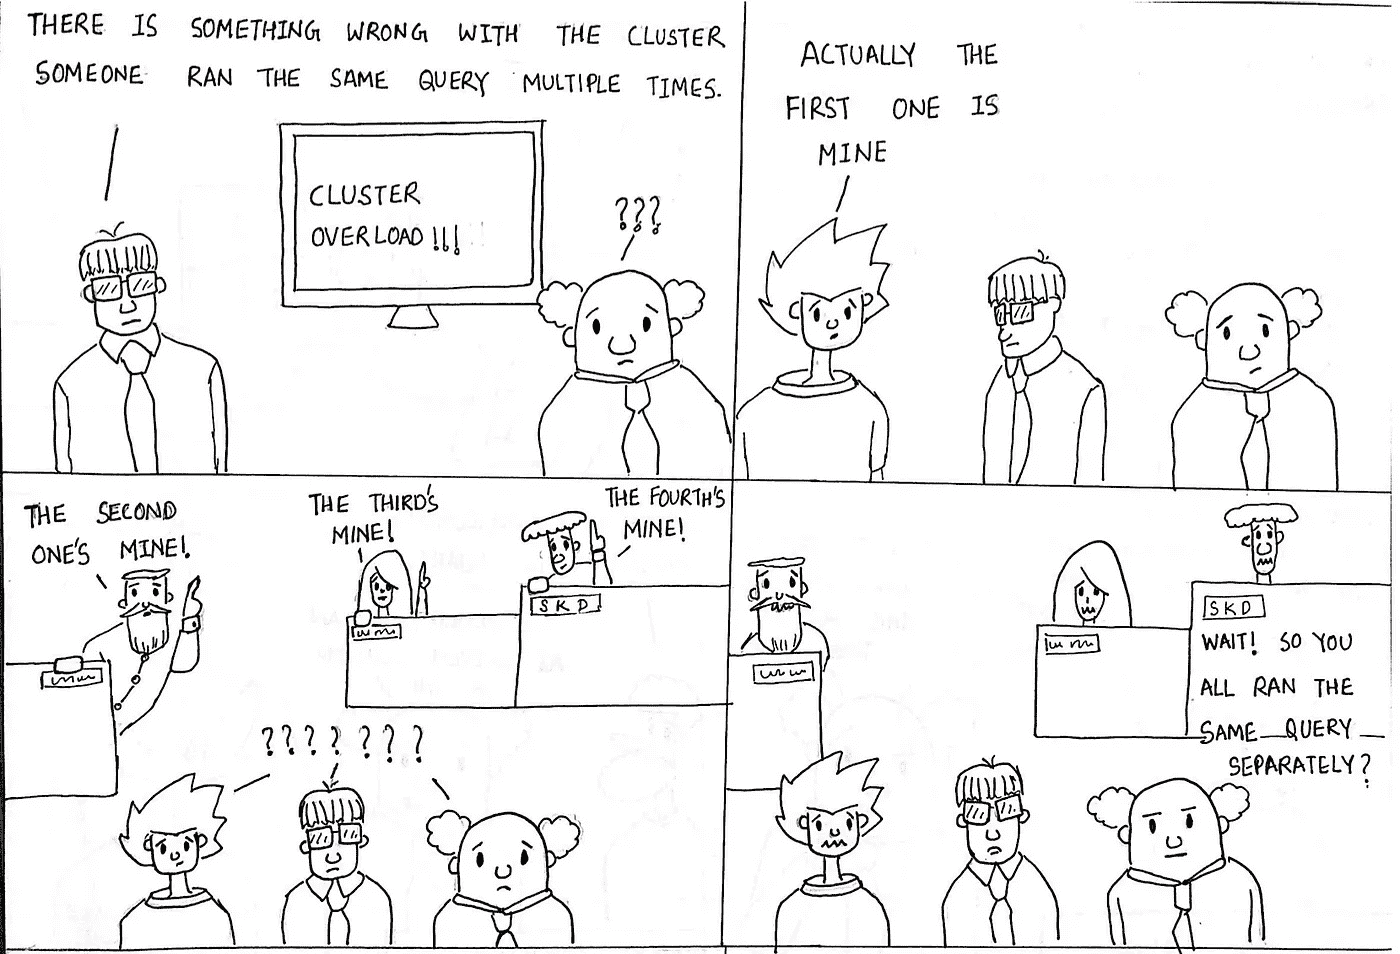 THERE IS SOMETHING WRONG WITH THE CLUSTER
SOMEONE RAN THE SAME QUERY MULTIPLE TIMES.
CLUSTER
OVERLOAD!!!
???
ACTUALLY THE
FIRST ONE IS
MINE
THE SECOND
ONE'S MINE!
THE THIRD'S
MINE!
THE FOURTH'S
MINE!
SKD
???????
SKD
WAIT! SO YOU
ALL RAN THE
SAME QUERY
SEPARATELY?